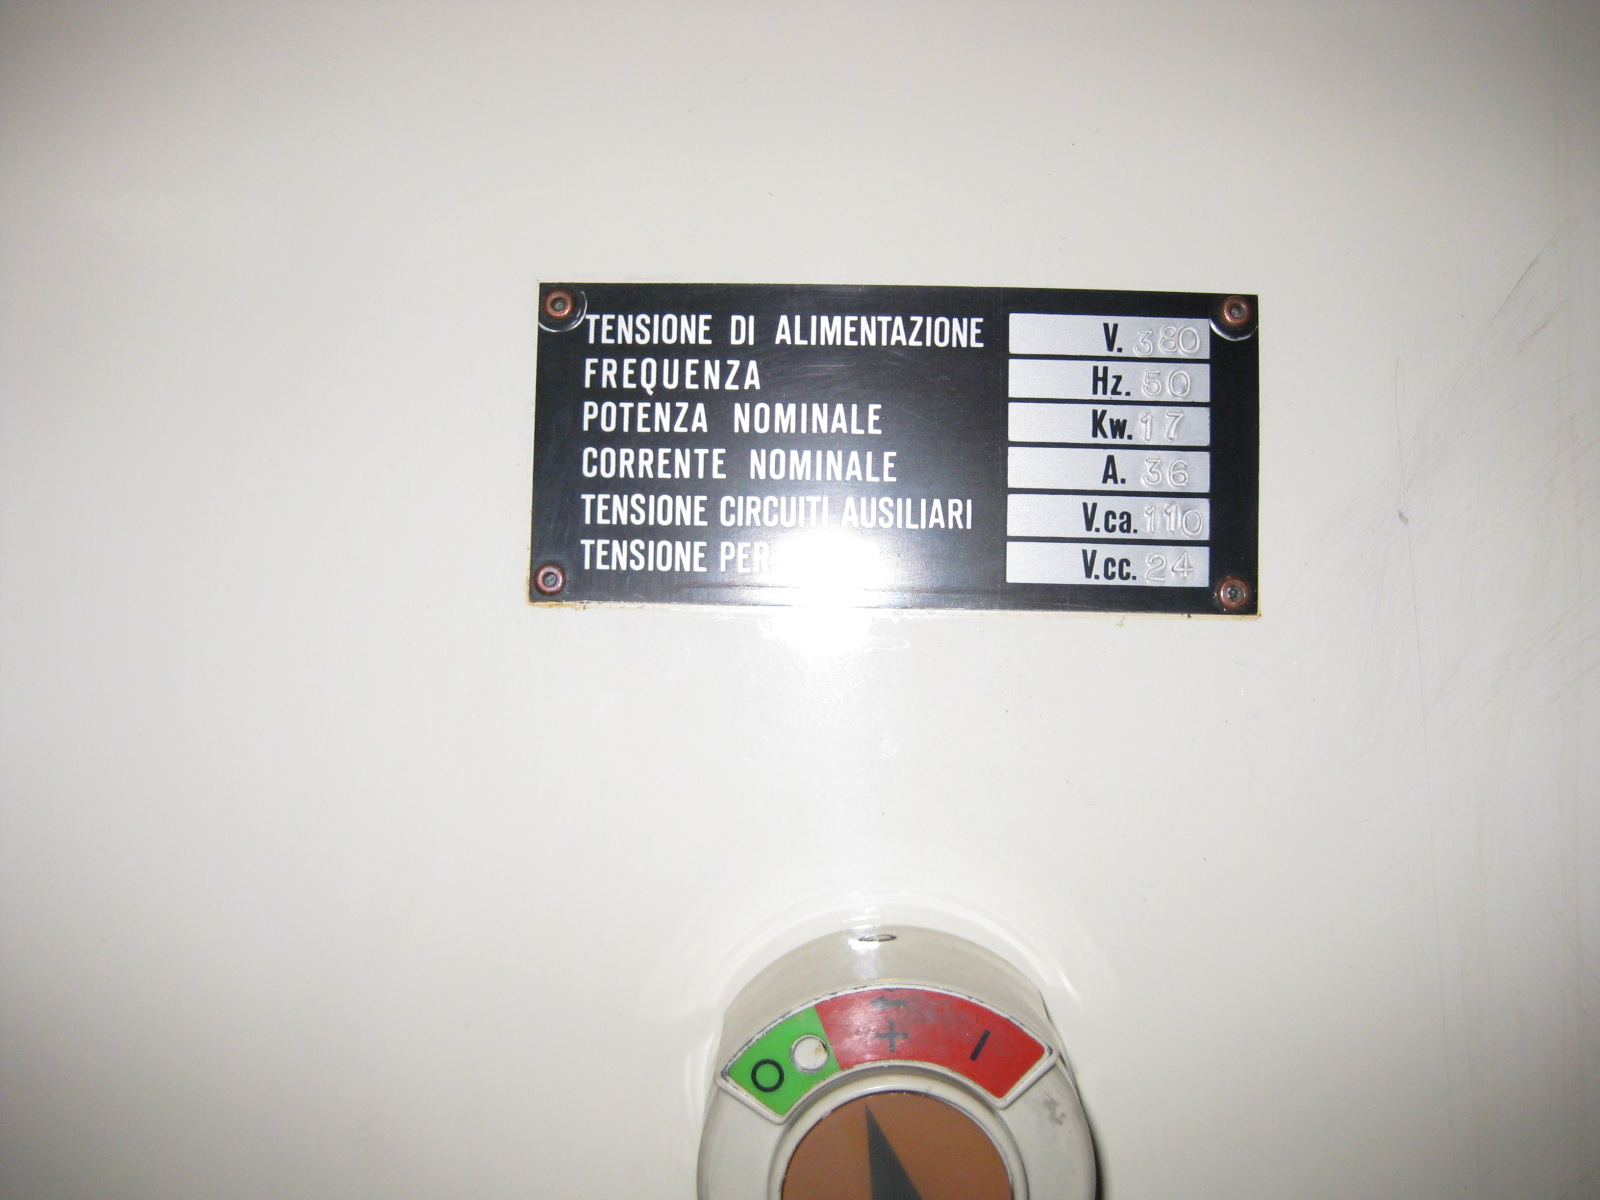 TENSIONE DI ALIMENTAZIONE V. 380
FREQUENZA Hz. 50
POTENZA NOMINALE Kw. 17
CORRENTE NOMINALE A. 36
TENSIONE CIRCUITI AUSILIARI V.ca. 110
TENSIONE PER V.cc. 24
O + I